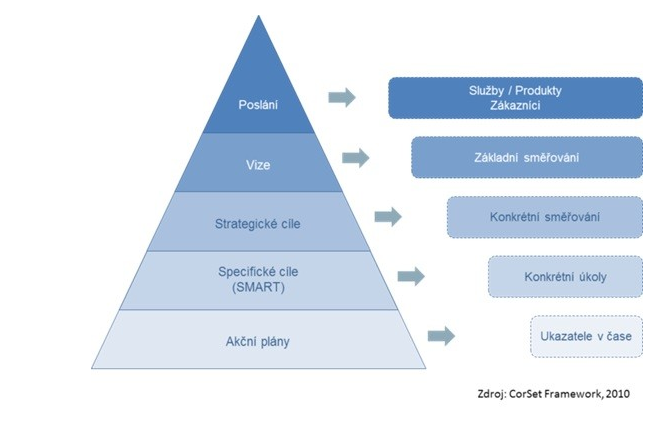 Poslání
Služby / Produkty
Zákazníci
Vize
Základní směřování
Strategické cíle
Konkrétní směřování
Specifické cíle
(SMART)
Konkrétní úkoly
Akční plány
Ukazatele v čase
Zdroj: CorSet Framework, 2010